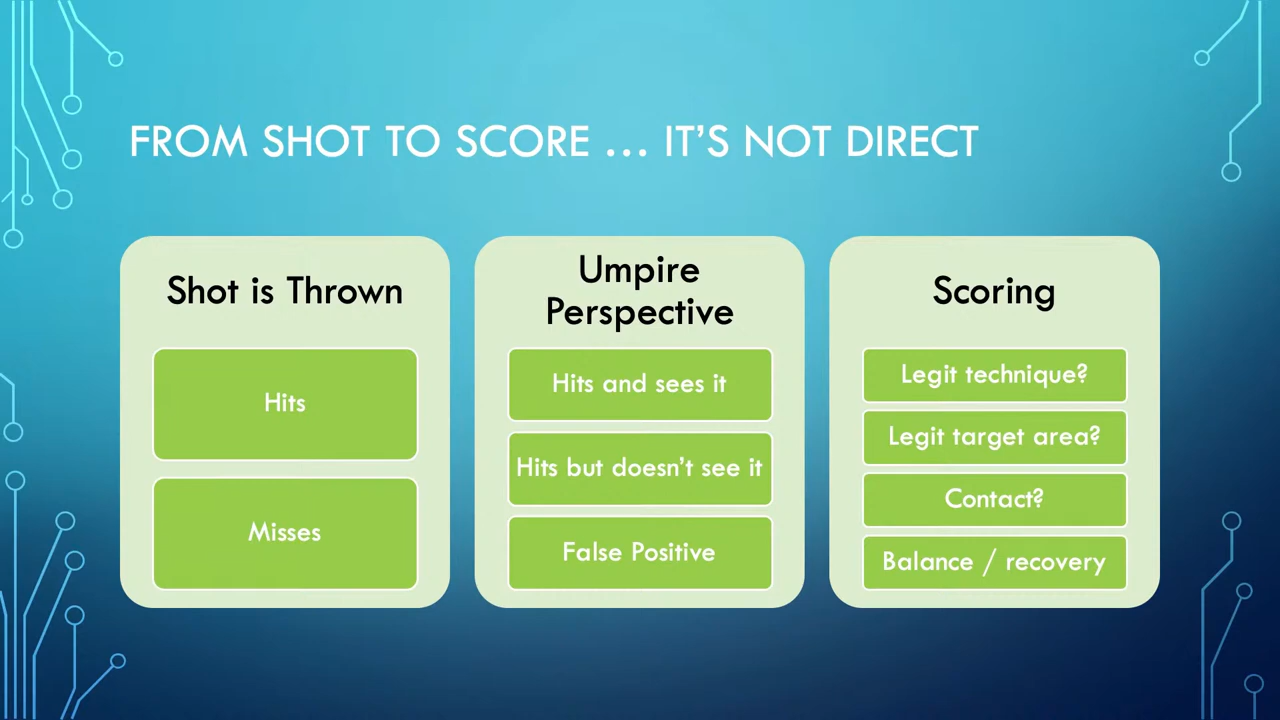 FROM SHOT TO SCORE … IT’S NOT DIRECT
Shot is Thrown
Hits
Misses
Umpire
Perspective
Hits and sees it
Hits but doesn’t see it
False Positive
Scoring
Legit technique?
Legit target area?
Contact?
Balance / recovery